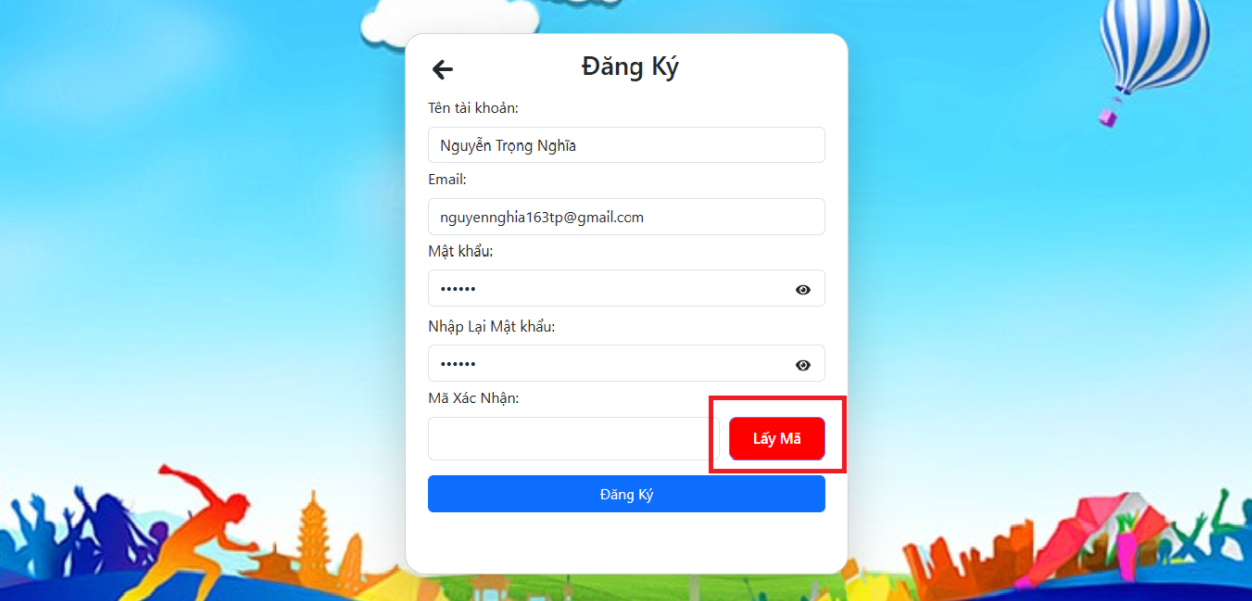 Đăng Ký
Tên tài khoản:
Nguyễn Trọng Nghĩa
Email:
nguyennghia163tp@gmail.com
Mật khẩu:
••••••
Nhập Lại Mật khẩu:
••••••
Mã Xác Nhận:
Lấy Mã
Đăng Ký